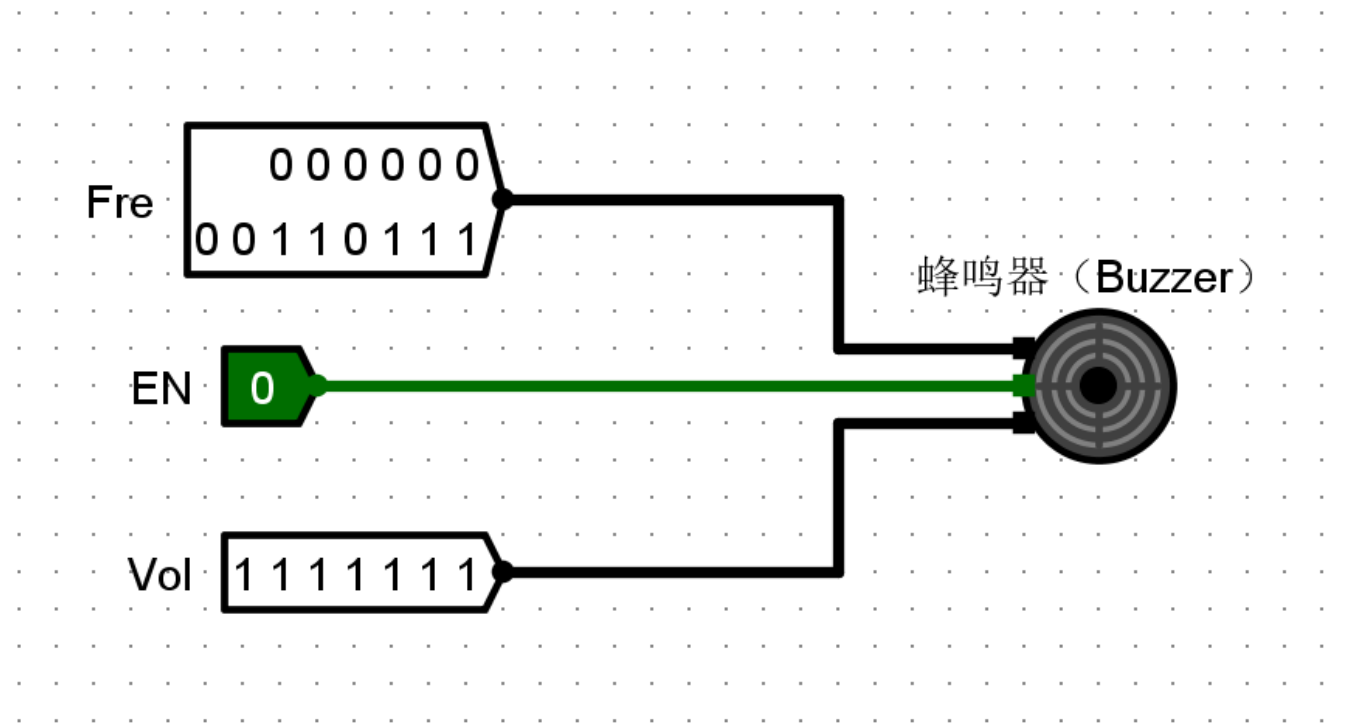 Fre
0 0 0 0 0 0
0 0 1 1 0 1 1 1
蜂鸣器（Buzzer）
EN
0
Vol
1 1 1 1 1 1 1